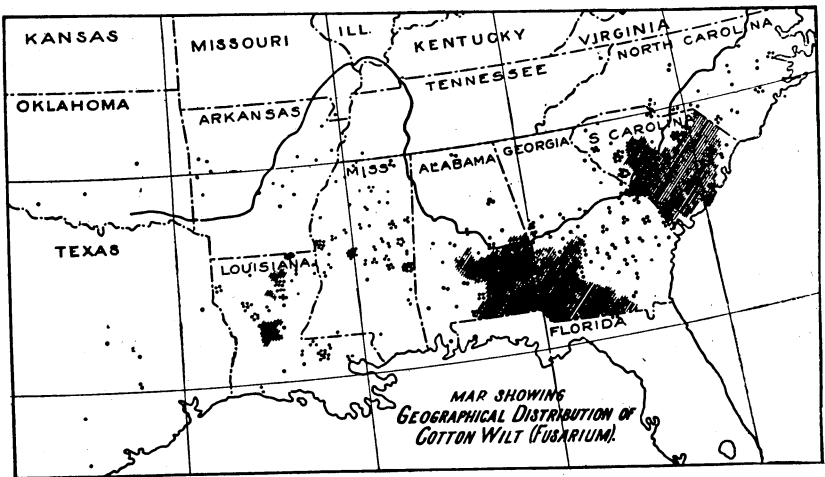 KANSAS
MISSOURI
ILL.
KENTUCKY
VIRGINIA
NORTH CAROLINA
OKLAHOMA
ARKANSAS
TENNESSEE
S CAROLINA
MISS.
ALABAMA
GEORGIA
TEXAS
LOUISIANA
FLORIDA
MAP SHOWING
GEOGRAPHICAL DISTRIBUTION OF
COTTON WILT (FUSARIUM).